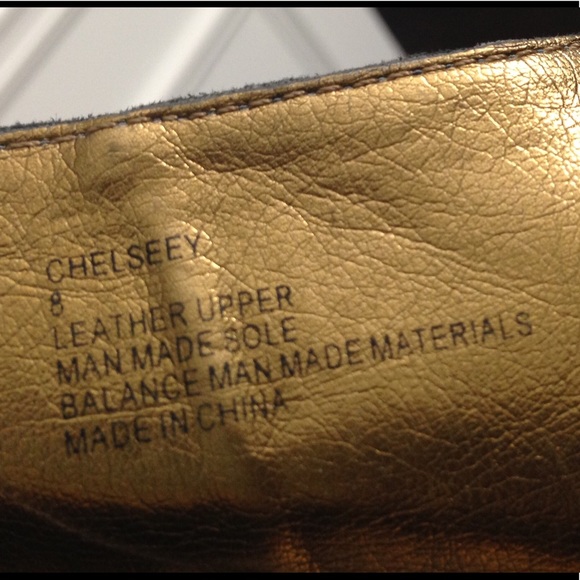 CHELSEEY
8
LEATHER UPPER
MAN MADE SOLE
BALANCE MAN MADE MATERIALS
MADE IN CHINA